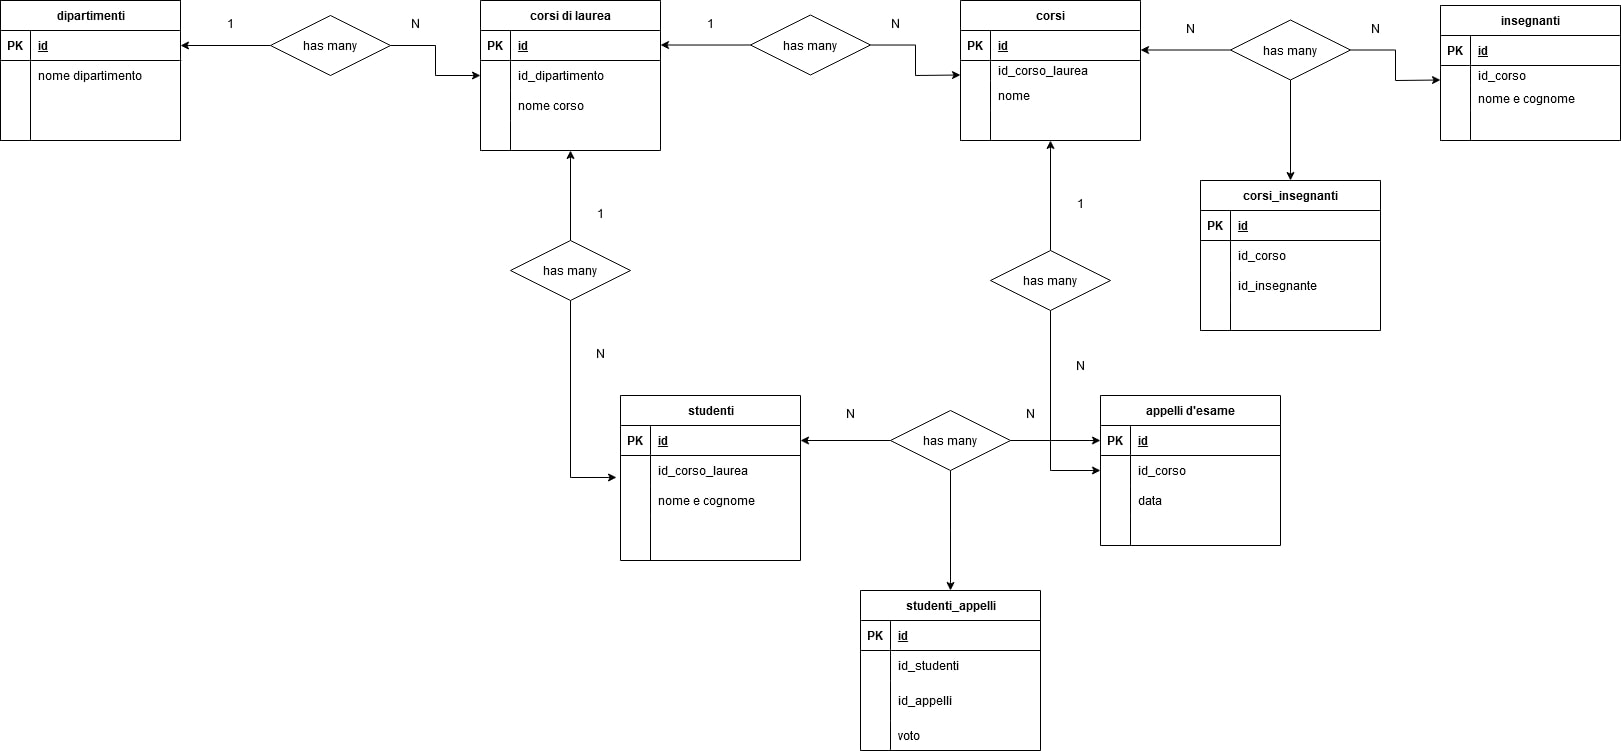 dipartimenti
PK id
nome dipartimento
1
has many
N
corsi di laurea
PK id
id_dipartimento
nome corso
1
has many
N
corsi
PK id
id_corso_laurea
nome
N
has many
N
insegnanti
PK id
id_corso
nome e cognome
corsi_insegnanti
PK id
id_corso
id_insegnante
1
has many
N
1
has many
N
studenti
PK id
id_corso_laurea
nome e cognome
N
has many
N
appelli d'esame
PK id
id_corso
data
studenti_appelli
PK id
id_studenti
id_appelli
voto